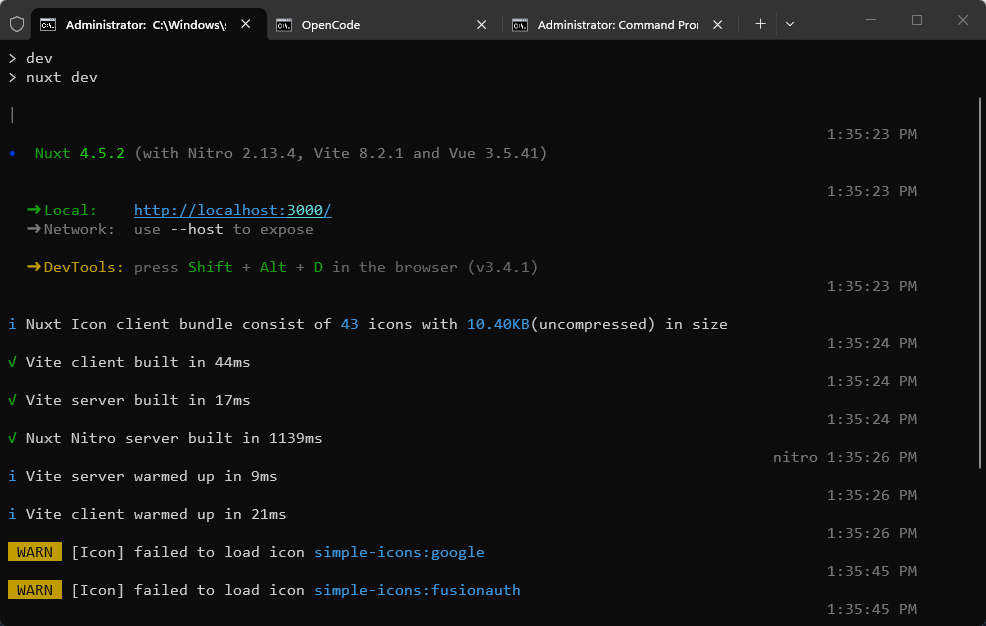 Administrator: C:\Windows\s
OpenCode
Administrator: Command Pror
> dev
> nuxt dev
|
1:35:23 PM
• Nuxt 4.5.2 (with Nitro 2.13.4, Vite 8.2.1 and Vue 3.5.41)
1:35:23 PM
➜Local: http://localhost:3000/
➜Network: use --host to expose
➜DevTools: press Shift + Alt + D in the browser (v3.4.1)
1:35:23 PM
i Nuxt Icon client bundle consist of 43 icons with 10.40KB(uncompressed) in size
1:35:24 PM
√ Vite client built in 44ms
1:35:24 PM
√ Vite server built in 17ms
1:35:24 PM
√ Nuxt Nitro server built in 1139ms
nitro 1:35:26 PM
i Vite server warmed up in 9ms
1:35:26 PM
i Vite client warmed up in 21ms
1:35:26 PM
WARN [Icon] failed to load icon simple-icons:google
1:35:45 PM
WARN [Icon] failed to load icon simple-icons:fusionauth
1:35:45 PM